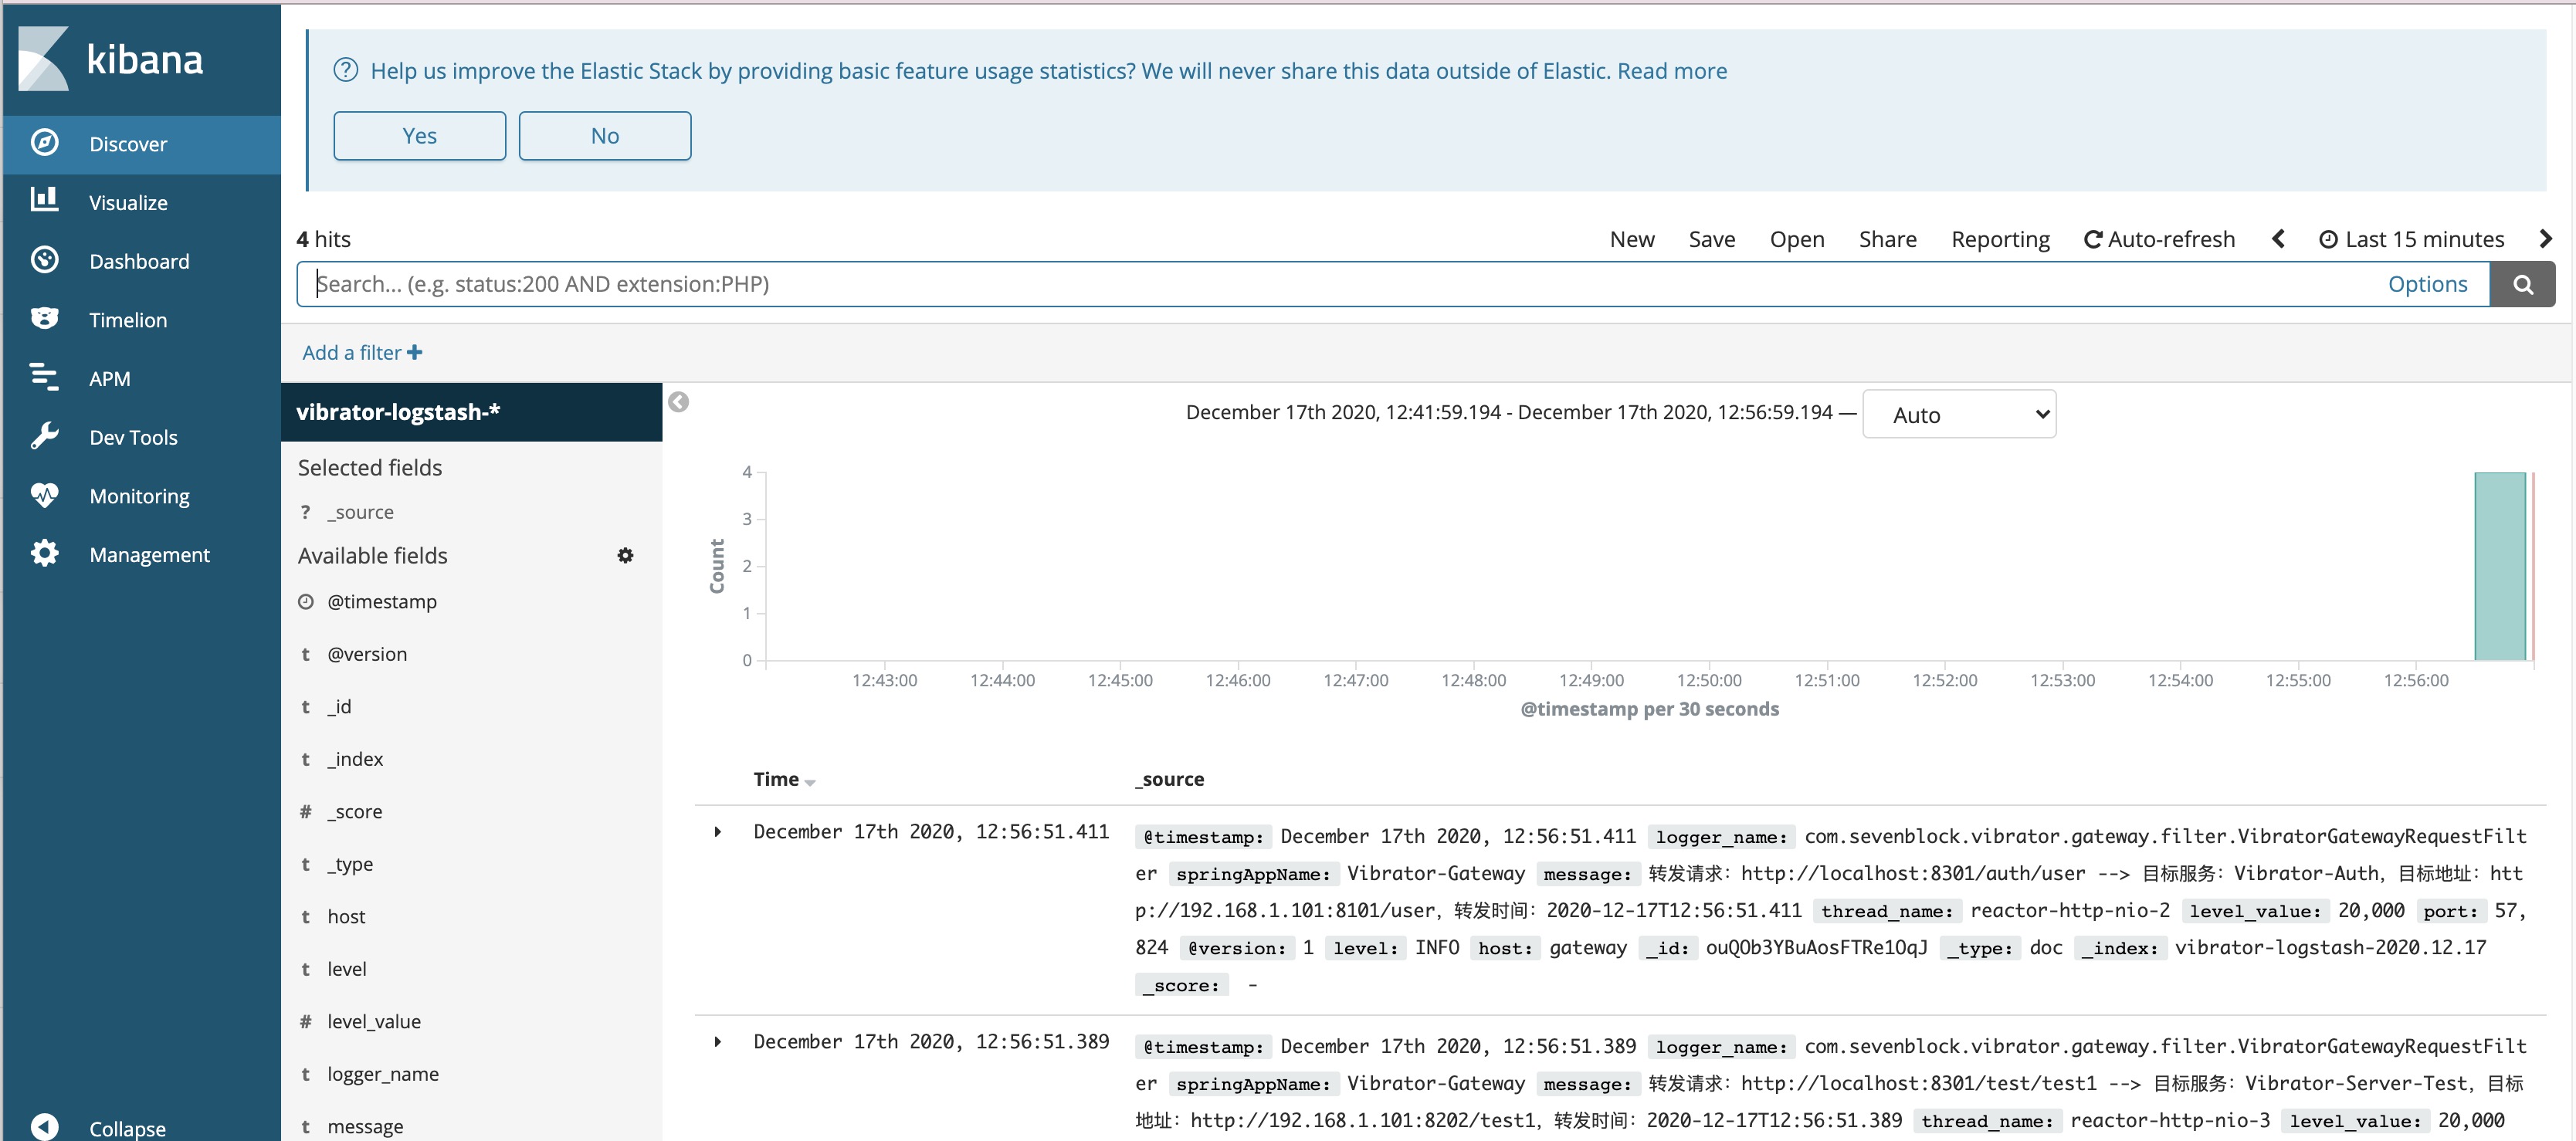 kibana
Discover
Visualize
Dashboard
Timelion
APM
Dev Tools
Monitoring
Management
Collapse
Help us improve the Elastic Stack by providing basic feature usage statistics? We will never share this data outside of Elastic. Read more
Yes No
4 hits New Save Open Share Reporting Auto-refresh Last 15 minutes
Search... (e.g. status:200 AND extension:PHP) Options
Add a filter
vibrator-logstash-*
Selected fields
? _source
Available fields
@timestamp
t @version
t _id
t _index
# _score
t _type
t host
t level
# level_value
t logger_name
t message
December 17th 2020, 12:41:59.194 - December 17th 2020, 12:56:59.194 — Auto
Count
4
3
2
1
0
12:43:00 12:44:00 12:45:00 12:46:00 12:47:00 12:48:00 12:49:00 12:50:00 12:51:00 12:52:00 12:53:00 12:54:00 12:55:00 12:56:00
@timestamp per 30 seconds
Time _source
December 17th 2020, 12:56:51.411 @timestamp: December 17th 2020, 12:56:51.411 logger_name: com.sevenblock.vibrator.gateway.filter.VibratorGatewayRequestFilt
er springAppName: Vibrator-Gateway message: 转发请求：http://localhost:8301/auth/user --> 目标服务：Vibrator-Auth，目标地址：htt
p://192.168.1.101:8101/user，转发时间：2020-12-17T12:56:51.411 thread_name: reactor-http-nio-2 level_value: 20,000 port: 57,
824 @version: 1 level: INFO host: gateway _id: ouQOb3YBuAosFTRe1OqJ _type: doc _index: vibrator-logstash-2020.12.17
_score: -
December 17th 2020, 12:56:51.389 @timestamp: December 17th 2020, 12:56:51.389 logger_name: com.sevenblock.vibrator.gateway.filter.VibratorGatewayRequestFilt
er springAppName: Vibrator-Gateway message: 转发请求：http://localhost:8301/test/test1 --> 目标服务：Vibrator-Server-Test，目标
地址：http://192.168.1.101:8202/test1，转发时间：2020-12-17T12:56:51.389 thread_name: reactor-http-nio-3 level_value: 20,000